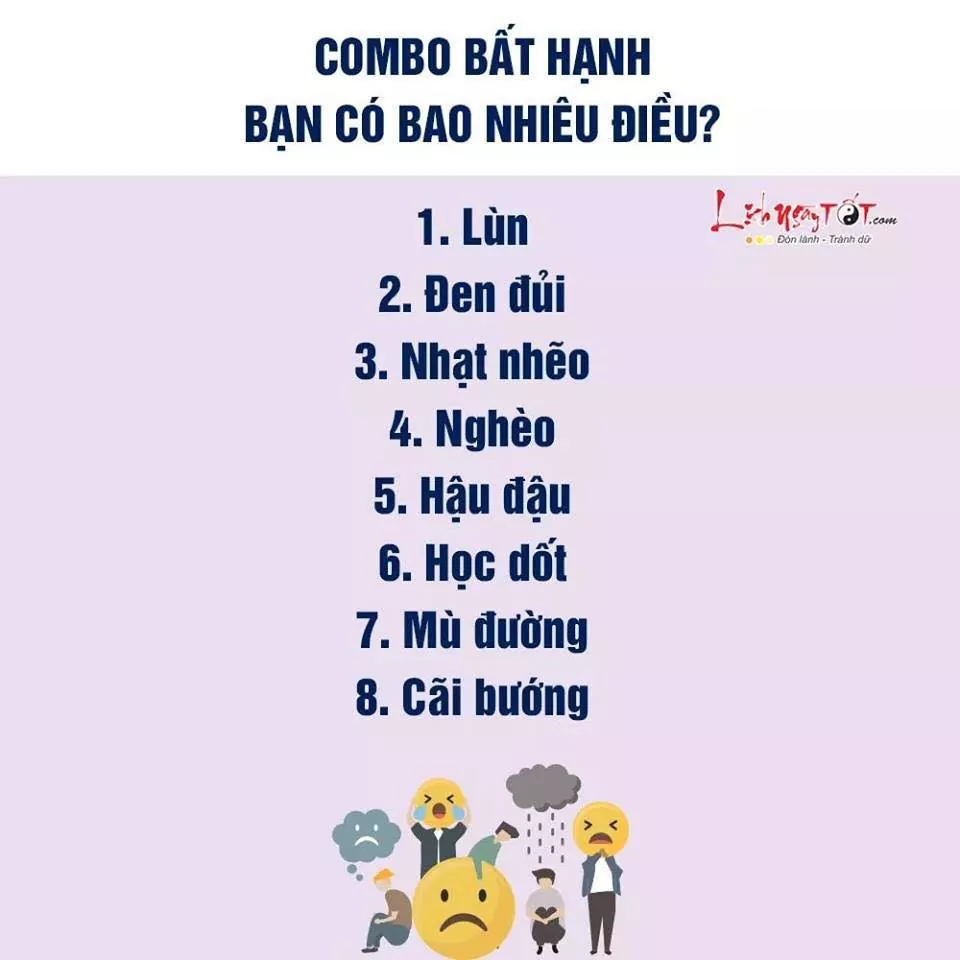 COMBO BẤT HẠNH
BẠN CÓ BAO NHIÊU ĐIỀU?
LịchNgàyTỐT.com
Đón lành - Tránh dữ
1. Lùn
2. Đen đủi
3. Nhạt nhẽo
4. Nghèo
5. Hậu đậu
6. Học dốt
7. Mù đường
8. Cãi bướng